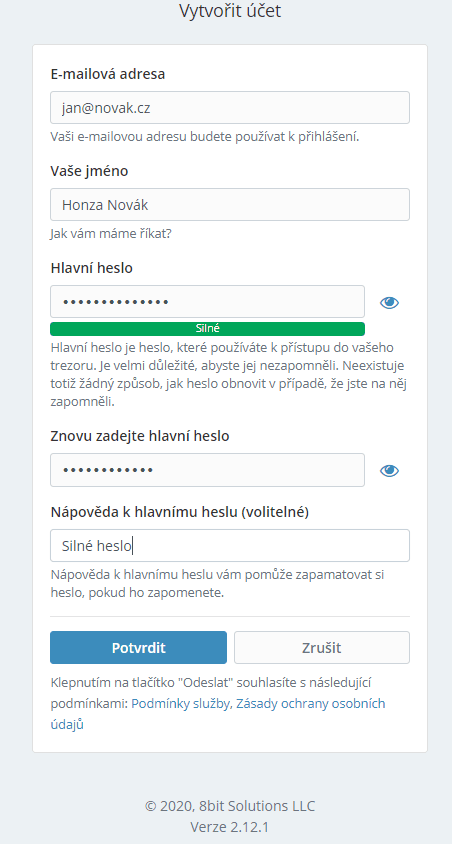 Vytvořit účet
E-mailová adresa
jan@novak.cz
Vaši e-mailovou adresu budete používat k přihlášení.
Vaše jméno
Honza Novák
Jak vám máme říkat?
Hlavní heslo
••••••••••••••
Silné
Hlavní heslo je heslo, které používáte k přístupu do vašeho
trezoru. Je velmi důležité, abyste jej nezapomněli. Neexistuje
totiž žádný způsob, jak heslo obnovit v případě, že jste na něj
zapomněli.
Znovu zadejte hlavní heslo
••••••••••••
Nápověda k hlavnímu heslu (volitelné)
Silné heslo
Nápověda k hlavnímu heslu vám pomůže zapamatovat si
heslo, pokud ho zapomenete.
Potvrdit Zrušit
Klepnutím na tlačítko "Odeslat" souhlasíte s následující
podmínkami: Podmínky služby, Zásady ochrany osobních
údajů
© 2020, 8bit Solutions LLC
Verze 2.12.1